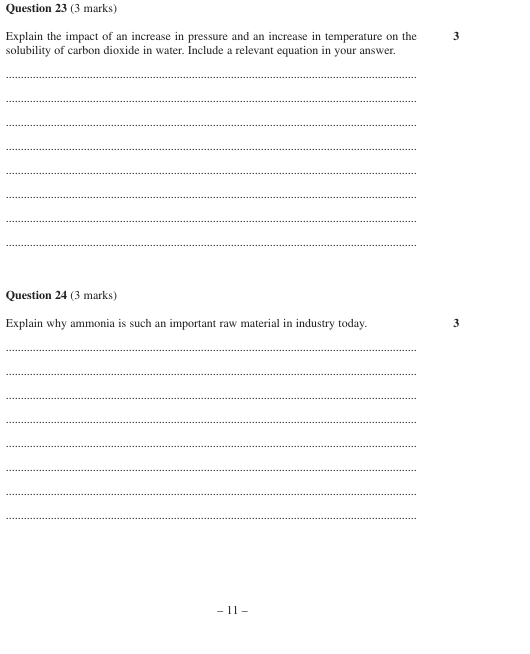 Question 23 (3 marks)
Explain the impact of an increase in pressure and an increase in temperature on the 3
solubility of carbon dioxide in water. Include a relevant equation in your answer.
Question 24 (3 marks)
Explain why ammonia is such an important raw material in industry today. 3
– 11 –